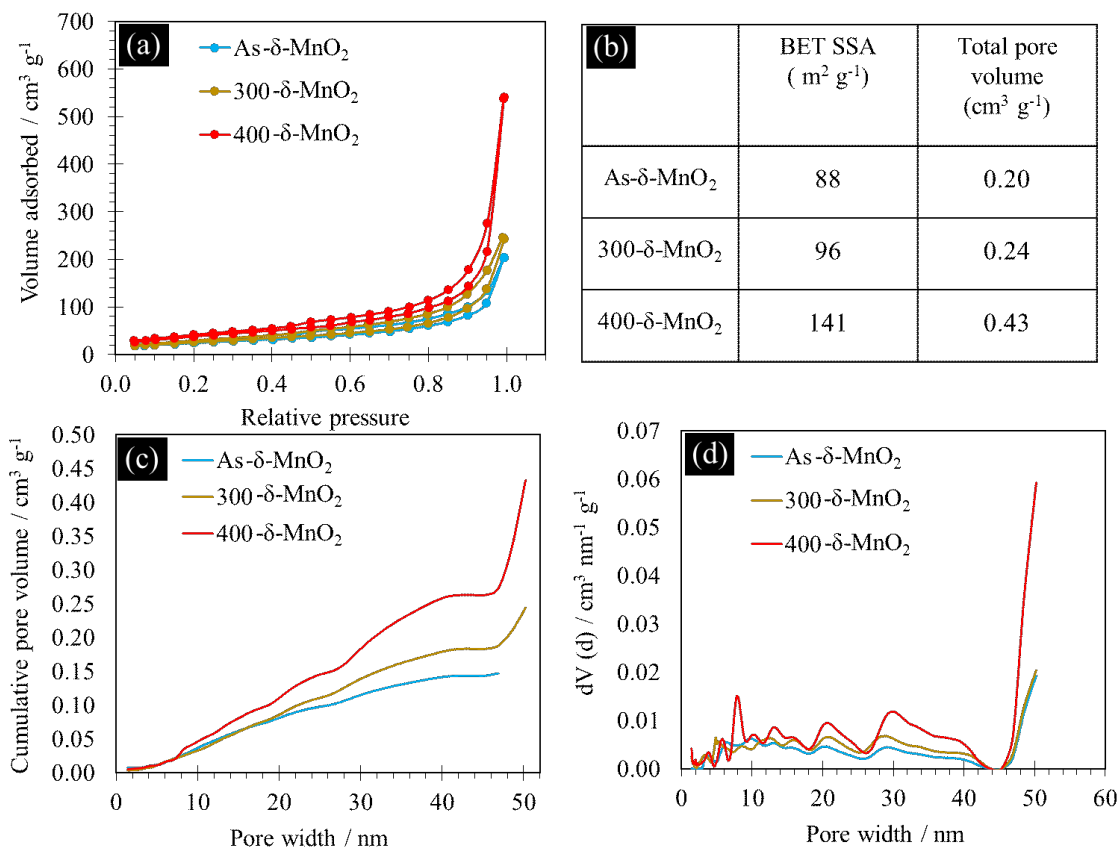 (a)
Volume adsorbed / cm³ g⁻¹
700
600
500
400
300
200
100
0
As-δ-MnO₂
300-δ-MnO₂
400-δ-MnO₂
0.0 0.2 0.4 0.6 0.8 1.0
Relative pressure
(b)
BET SSA
( m² g⁻¹)
Total pore
volume
(cm³ g⁻¹)
As-δ-MnO₂ 88 0.20
300-δ-MnO₂ 96 0.24
400-δ-MnO₂ 141 0.43
(c)
Cumulative pore volume / cm³ g⁻¹
0.50
0.45
0.40
0.35
0.30
0.25
0.20
0.15
0.10
0.05
0.00
As-δ-MnO₂
300-δ-MnO₂
400-δ-MnO₂
0 10 20 30 40 50
Pore width / nm
(d)
dV (d) / cm³ nm⁻¹ g⁻¹
0.07
0.06
0.05
0.04
0.03
0.02
0.01
0.00
As-δ-MnO₂
300-δ-MnO₂
400-δ-MnO₂
0 10 20 30 40 50 60
Pore width / nm